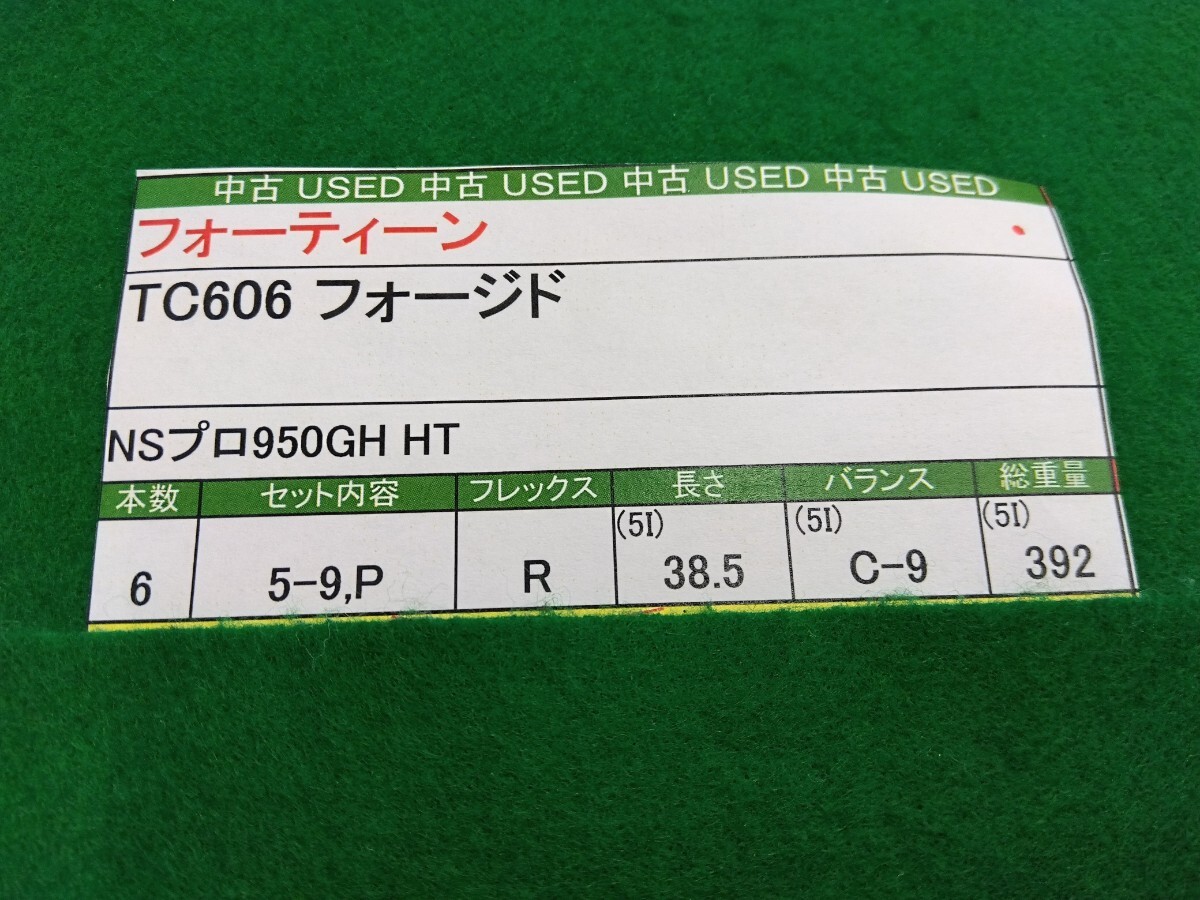 中古 USED 中古 USED 中古 USED 中古 USED
フォーティーン
TC606 フォージド
NSプロ950GH HT
本数 セット内容 フレックス 長さ バランス 総重量
(5I) (5I) (5I)
6 5-9,P R 38.5 C-9 392